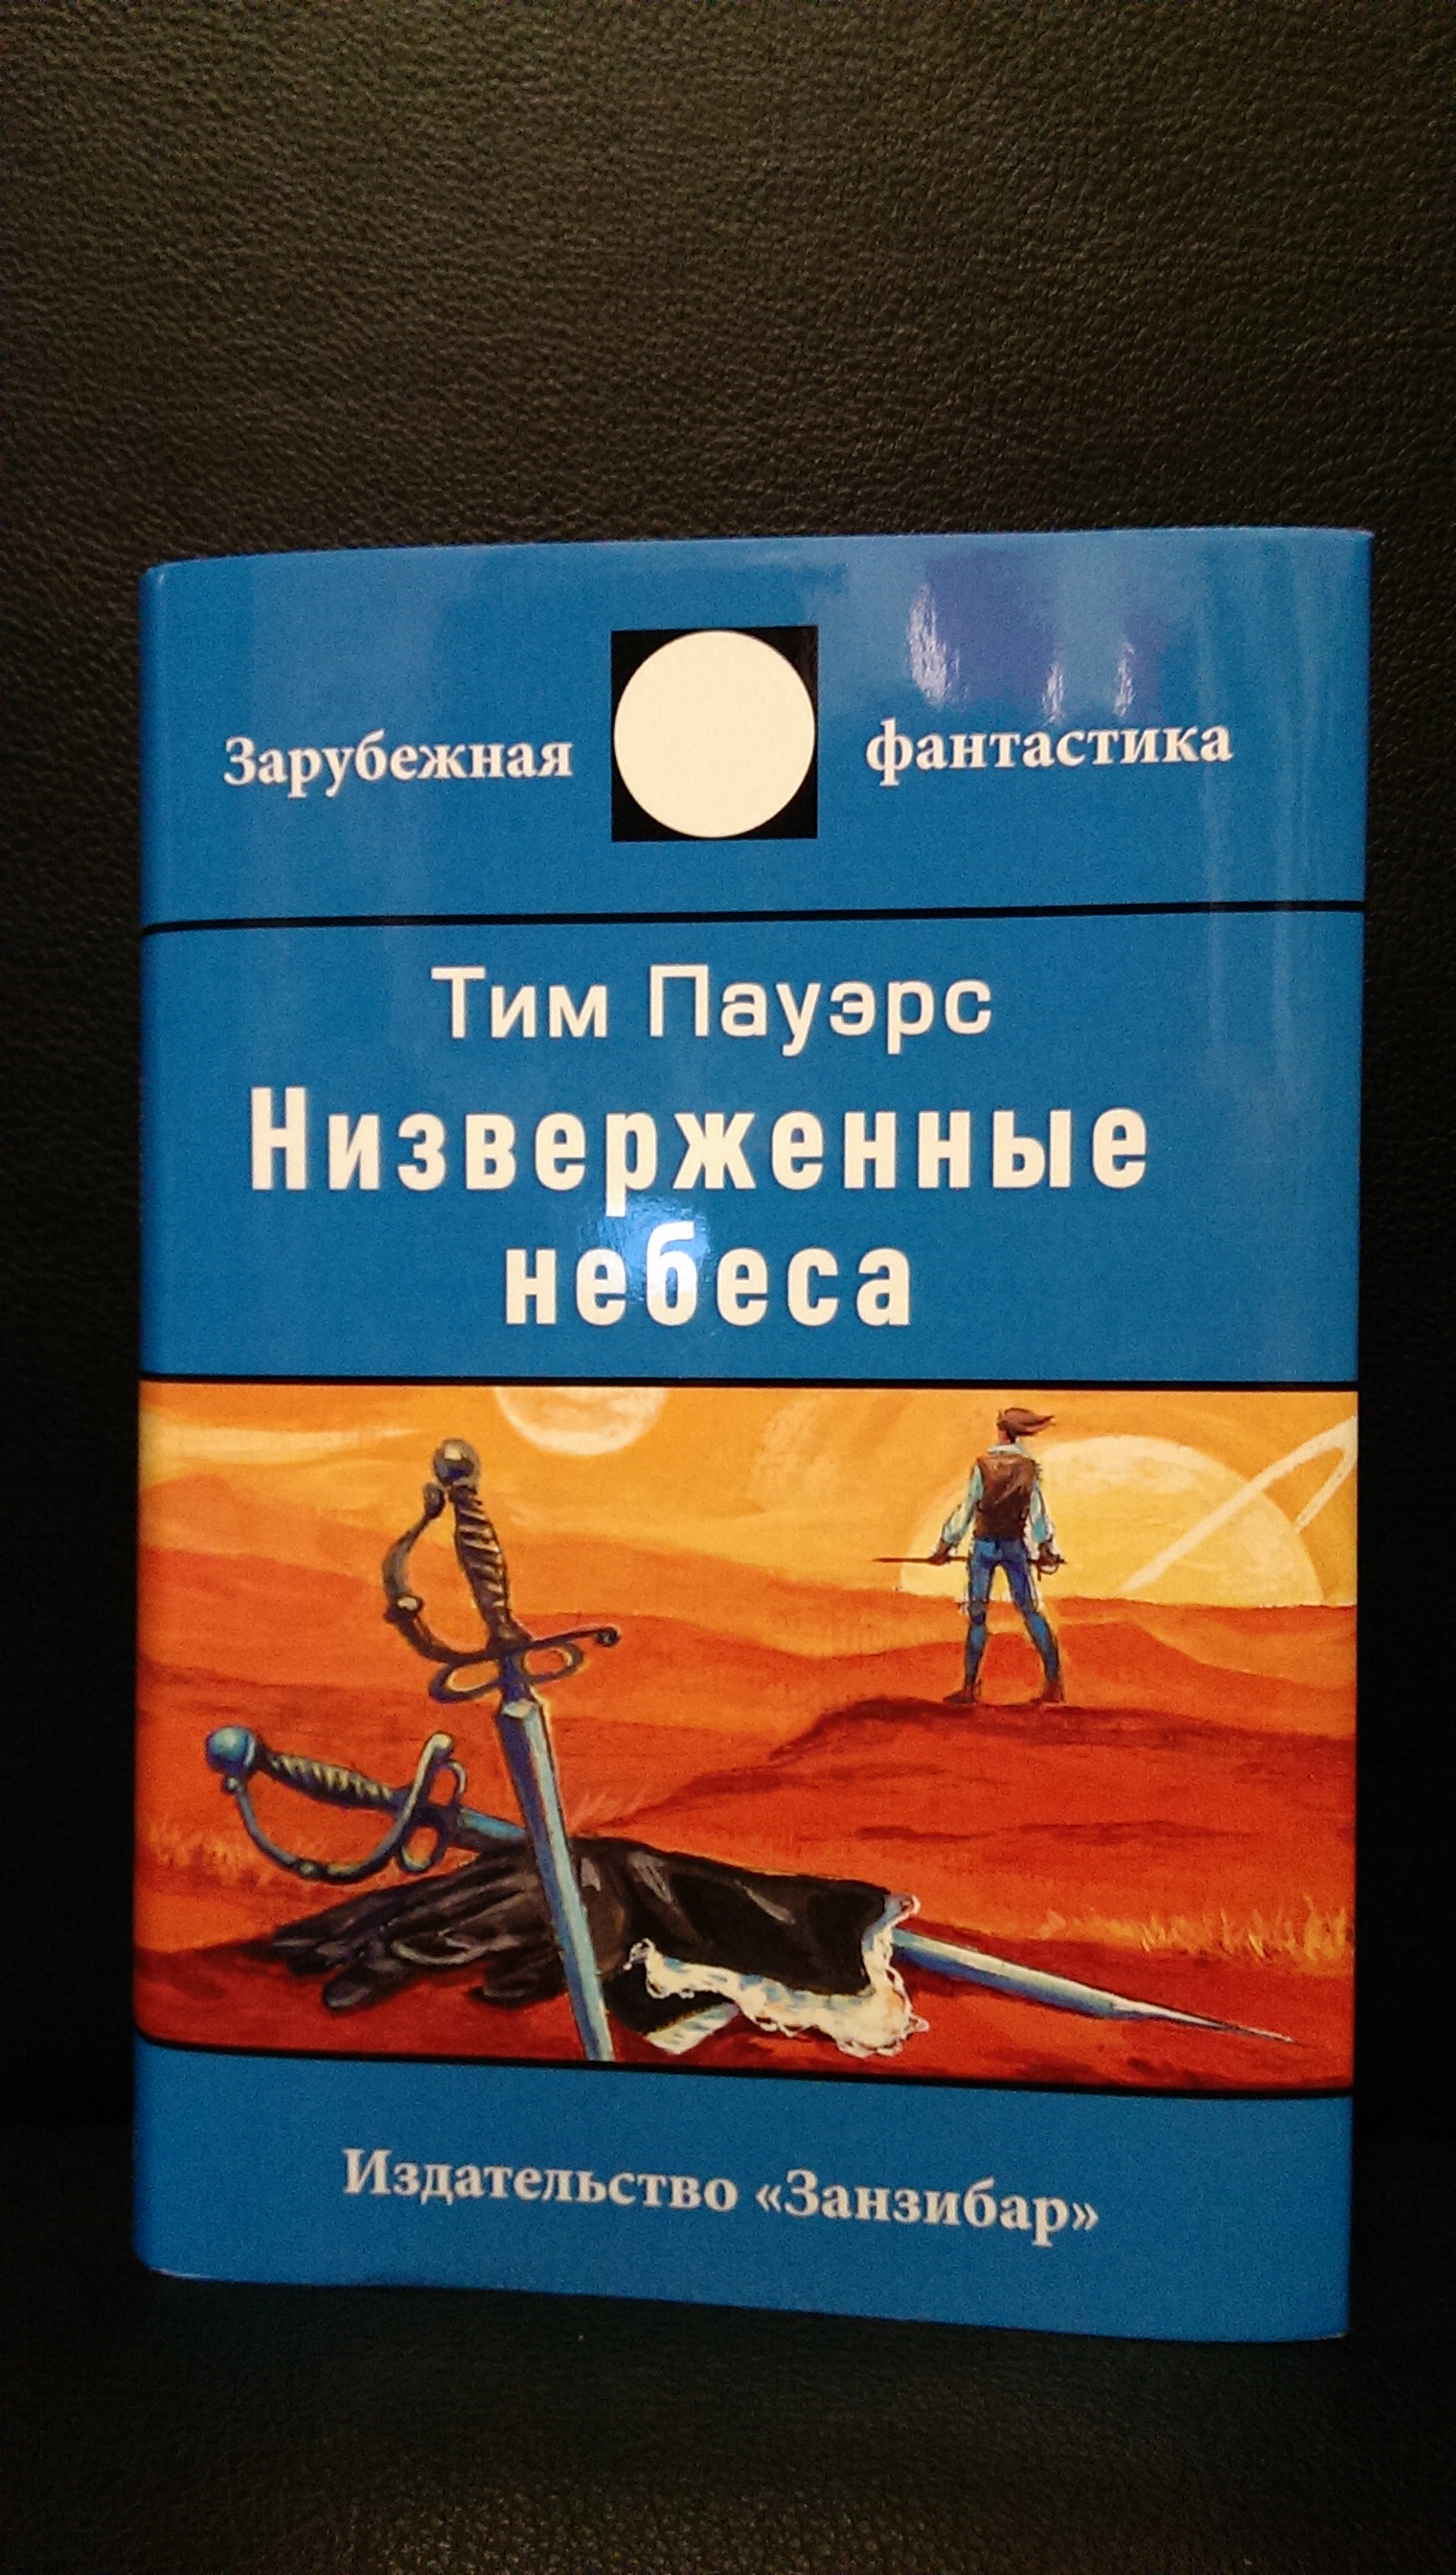 Зарубежная фантастика
Тим Пауэрс
Низверженные
небеса
Издательство «Занзибар»